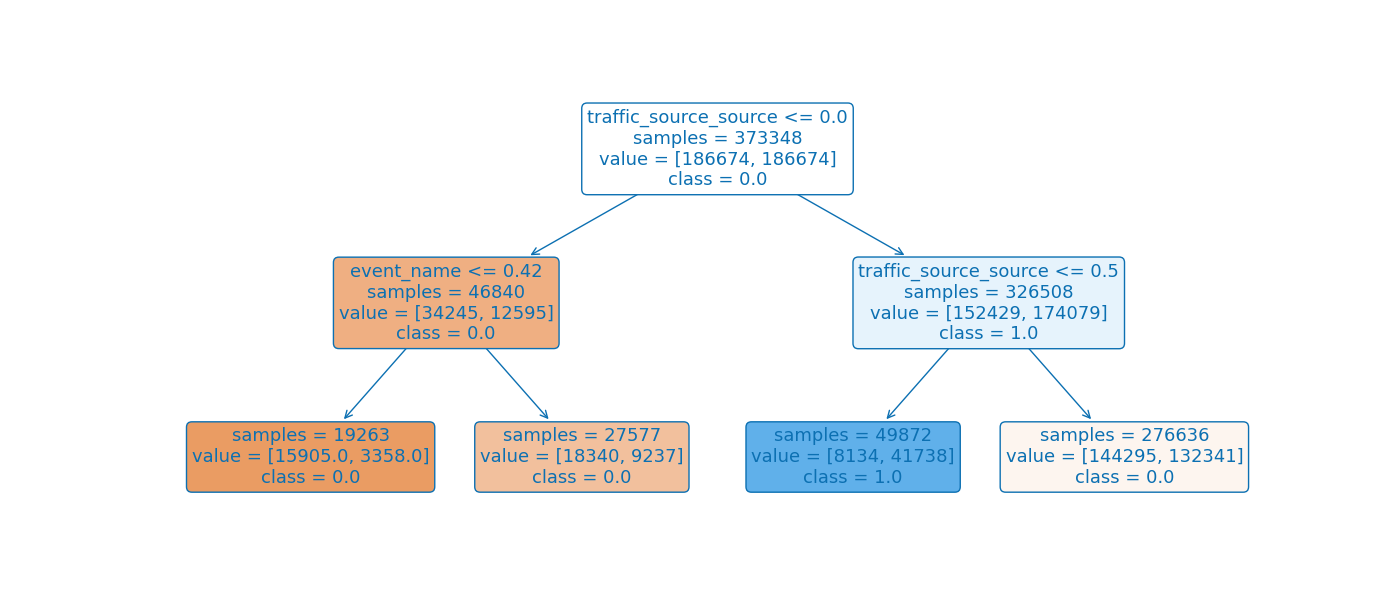 traffic_source_source <= 0.0
samples = 373348
value = [186674, 186674]
class = 0.0
event_name <= 0.42
samples = 46840
value = [34245, 12595]
class = 0.0
traffic_source_source <= 0.5
samples = 326508
value = [152429, 174079]
class = 1.0
samples = 19263
value = [15905.0, 3358.0]
class = 0.0
samples = 27577
value = [18340, 9237]
class = 0.0
samples = 49872
value = [8134, 41738]
class = 1.0
samples = 276636
value = [144295, 132341]
class = 0.0